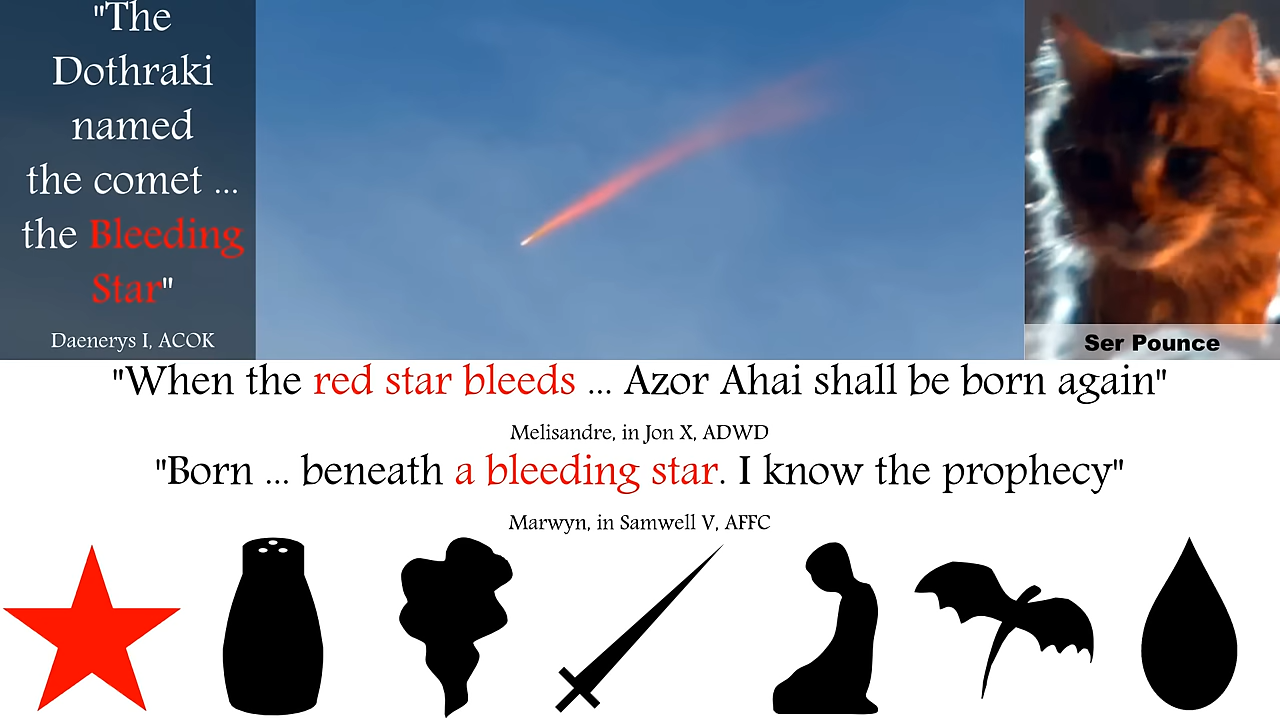 "The
Dothraki
named
the comet ...
the Bleeding
Star"
Daenerys I, ACOK
Ser Pounce
"When the red star bleeds ... Azor Ahai shall be born again"
Melisandre, in Jon X, ADWD
"Born ... beneath a bleeding star. I know the prophecy"
Marwyn, in Samwell V, AFFC